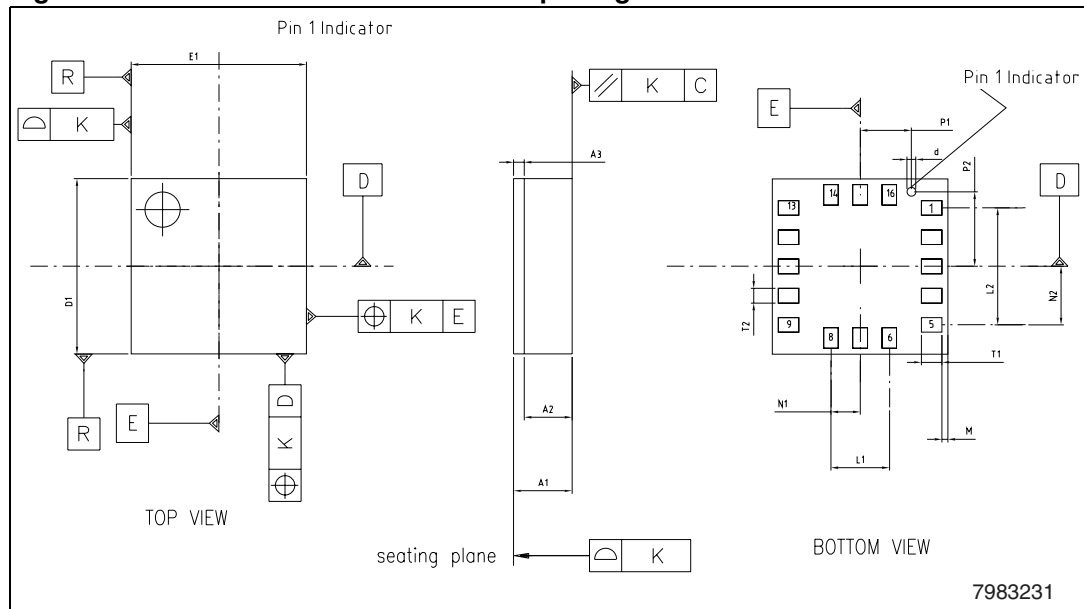 Pin 1 Indicator
E1
R
K
K C
E
Pin 1 Indicator
P1
A3
d
P2
D
D
14 16
13 1
D1
K E
L2
N2
T2
9 5
8 6
T1
R
E
D
K
A2
N1
M
L1
A1
TOP VIEW
seating plane
K
BOTTOM VIEW
7983231